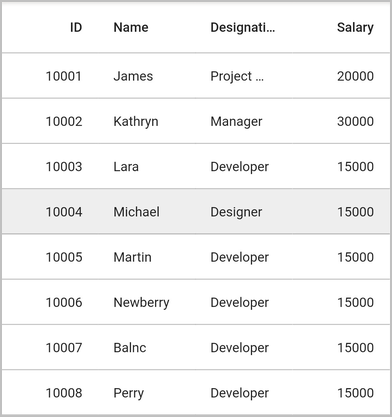 ID Name Designati... Salary
10001 James Project ... 20000
10002 Kathryn Manager 30000
10003 Lara Developer 15000
10004 Michael Designer 15000
10005 Martin Developer 15000
10006 Newberry Developer 15000
10007 Balnc Developer 15000
10008 Perry Developer 15000